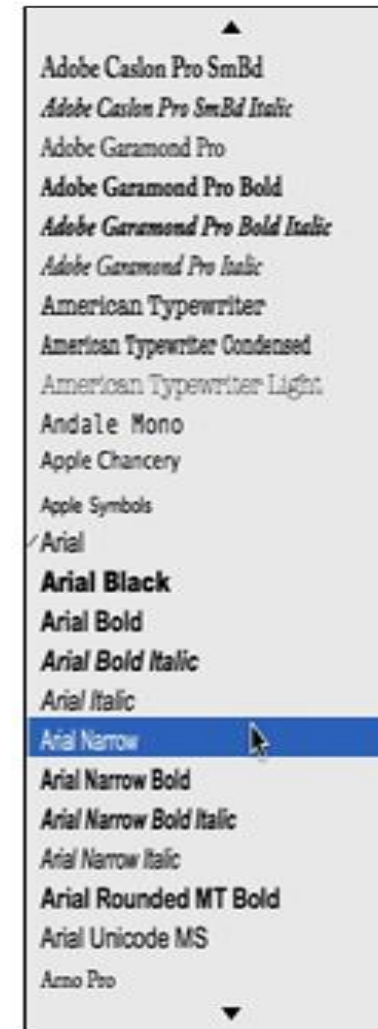 Adobe Caslon Pro SmBd
Adobe Caslon Pro SmBd Italic
Adobe Garamond Pro
Adobe Garamond Pro Bold
Adobe Garamond Pro Bold Italic
Adobe Garamond Pro Italic
American Typewriter
American Typewriter Condensed
American Typewriter Light
Andale Mono
Apple Chancery
Apple Symbols
Arial
Arial Black
Arial Bold
Arial Bold Italic
Arial Italic
Arial Narrow
Arial Narrow Bold
Arial Narrow Bold Italic
Arial Narrow Italic
Arial Rounded MT Bold
Arial Unicode MS
Arno Pro